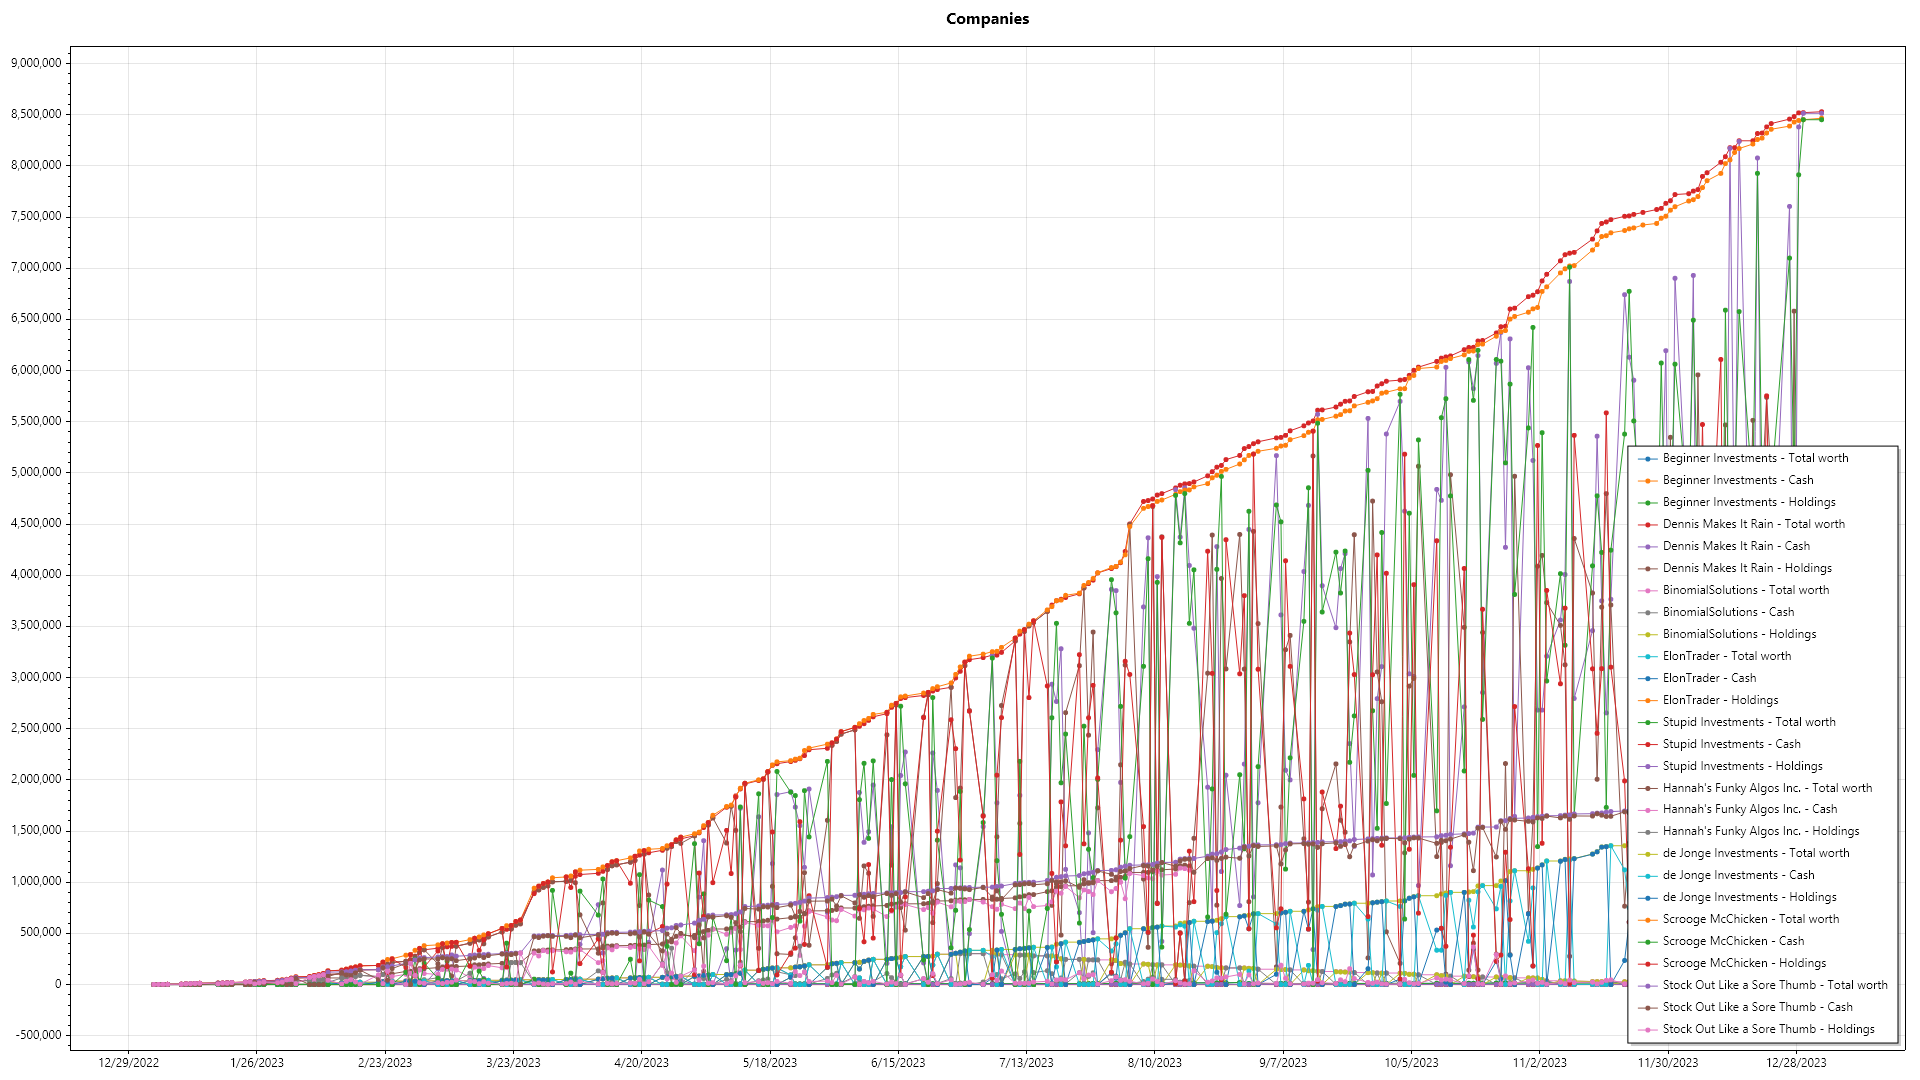 Companies
9,000,000
8,500,000
8,000,000
7,500,000
7,000,000
6,500,000
6,000,000
5,500,000
5,000,000
4,500,000
4,000,000
3,500,000
3,000,000
2,500,000
2,000,000
1,500,000
1,000,000
500,000
0
-500,000
Beginner Investments - Total worth
Beginner Investments - Cash
Beginner Investments - Holdings
Dennis Makes It Rain - Total worth
Dennis Makes It Rain - Cash
Dennis Makes It Rain - Holdings
BinomialSolutions - Total worth
BinomialSolutions - Cash
BinomialSolutions - Holdings
ElonTrader - Total worth
ElonTrader - Cash
ElonTrader - Holdings
Stupid Investments - Total worth
Stupid Investments - Cash
Stupid Investments - Holdings
Hannah's Funky Algos Inc. - Total worth
Hannah's Funky Algos Inc. - Cash
Hannah's Funky Algos Inc. - Holdings
de Jonge Investments - Total worth
de Jonge Investments - Cash
de Jonge Investments - Holdings
Scrooge McChicken - Total worth
Scrooge McChicken - Cash
Scrooge McChicken - Holdings
Stock Out Like a Sore Thumb - Total worth
Stock Out Like a Sore Thumb - Cash
Stock Out Like a Sore Thumb - Holdings
12/29/2022 1/26/2023 2/23/2023 3/23/2023 4/20/2023 5/18/2023 6/15/2023 7/13/2023 8/10/2023 9/7/2023 10/5/2023 11/2/2023 11/30/2023 12/28/2023